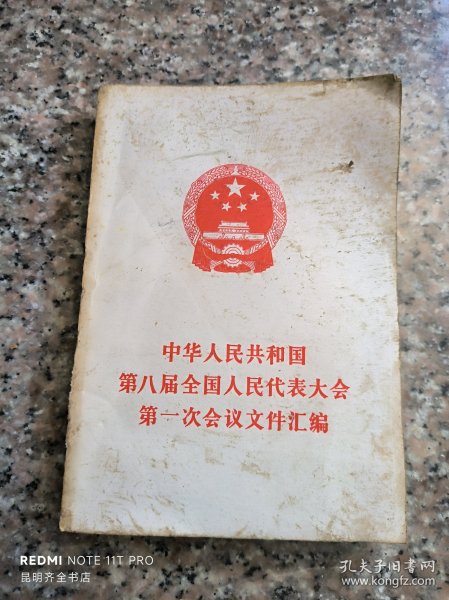 中华人民共和国
第八届全国人民代表大会
第一次会议文件汇编
REDMI NOTE 11T PRO
昆明齐全书店
孔夫子旧书网
www.kongfz.com